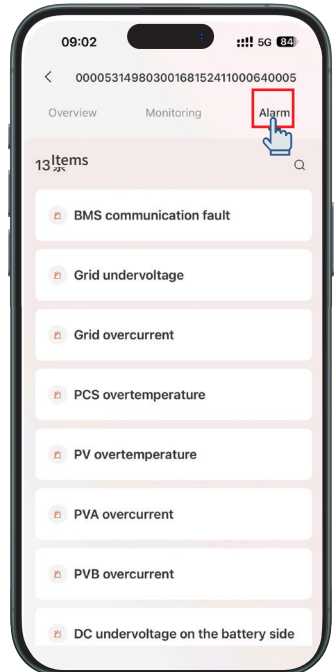 09:02 5G 84
00005314980300168152411000640005
Overview Monitoring Alarm
13 Items
BMS communication fault
Grid undervoltage
Grid overcurrent
PCS overtemperature
PV overtemperature
PVA overcurrent
PVB overcurrent
DC undervoltage on the battery side